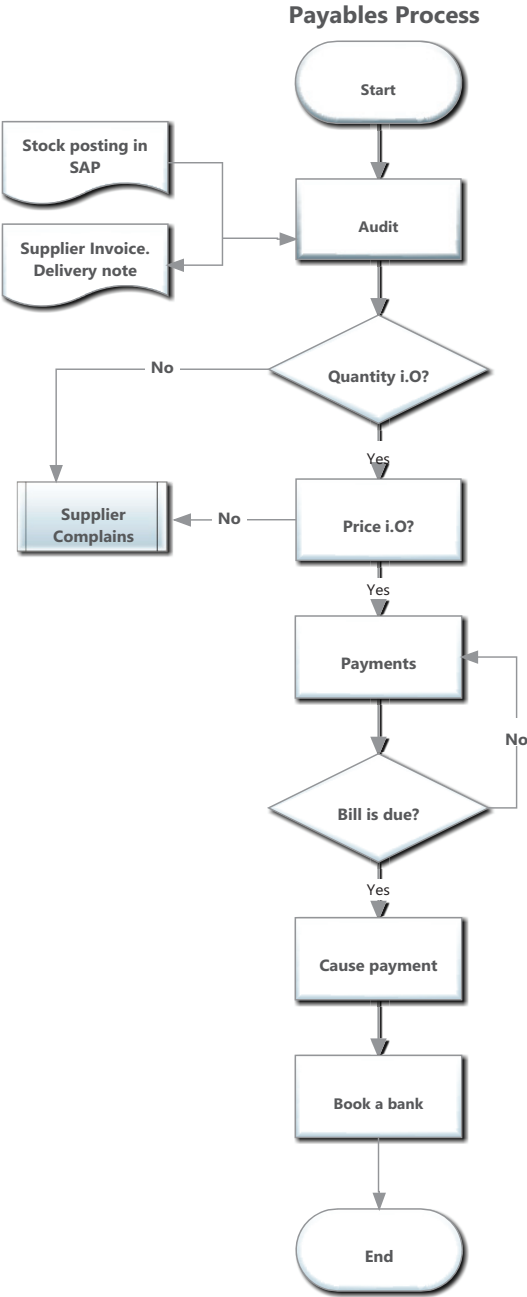 Payables Process
Start
Stock posting in
SAP
Audit
Supplier Invoice.
Delivery note
No
Quantity i.O?
Yes
Supplier
Complains
No
Price i.O?
Yes
Payments
No
Bill is due?
Yes
Cause payment
Book a bank
End